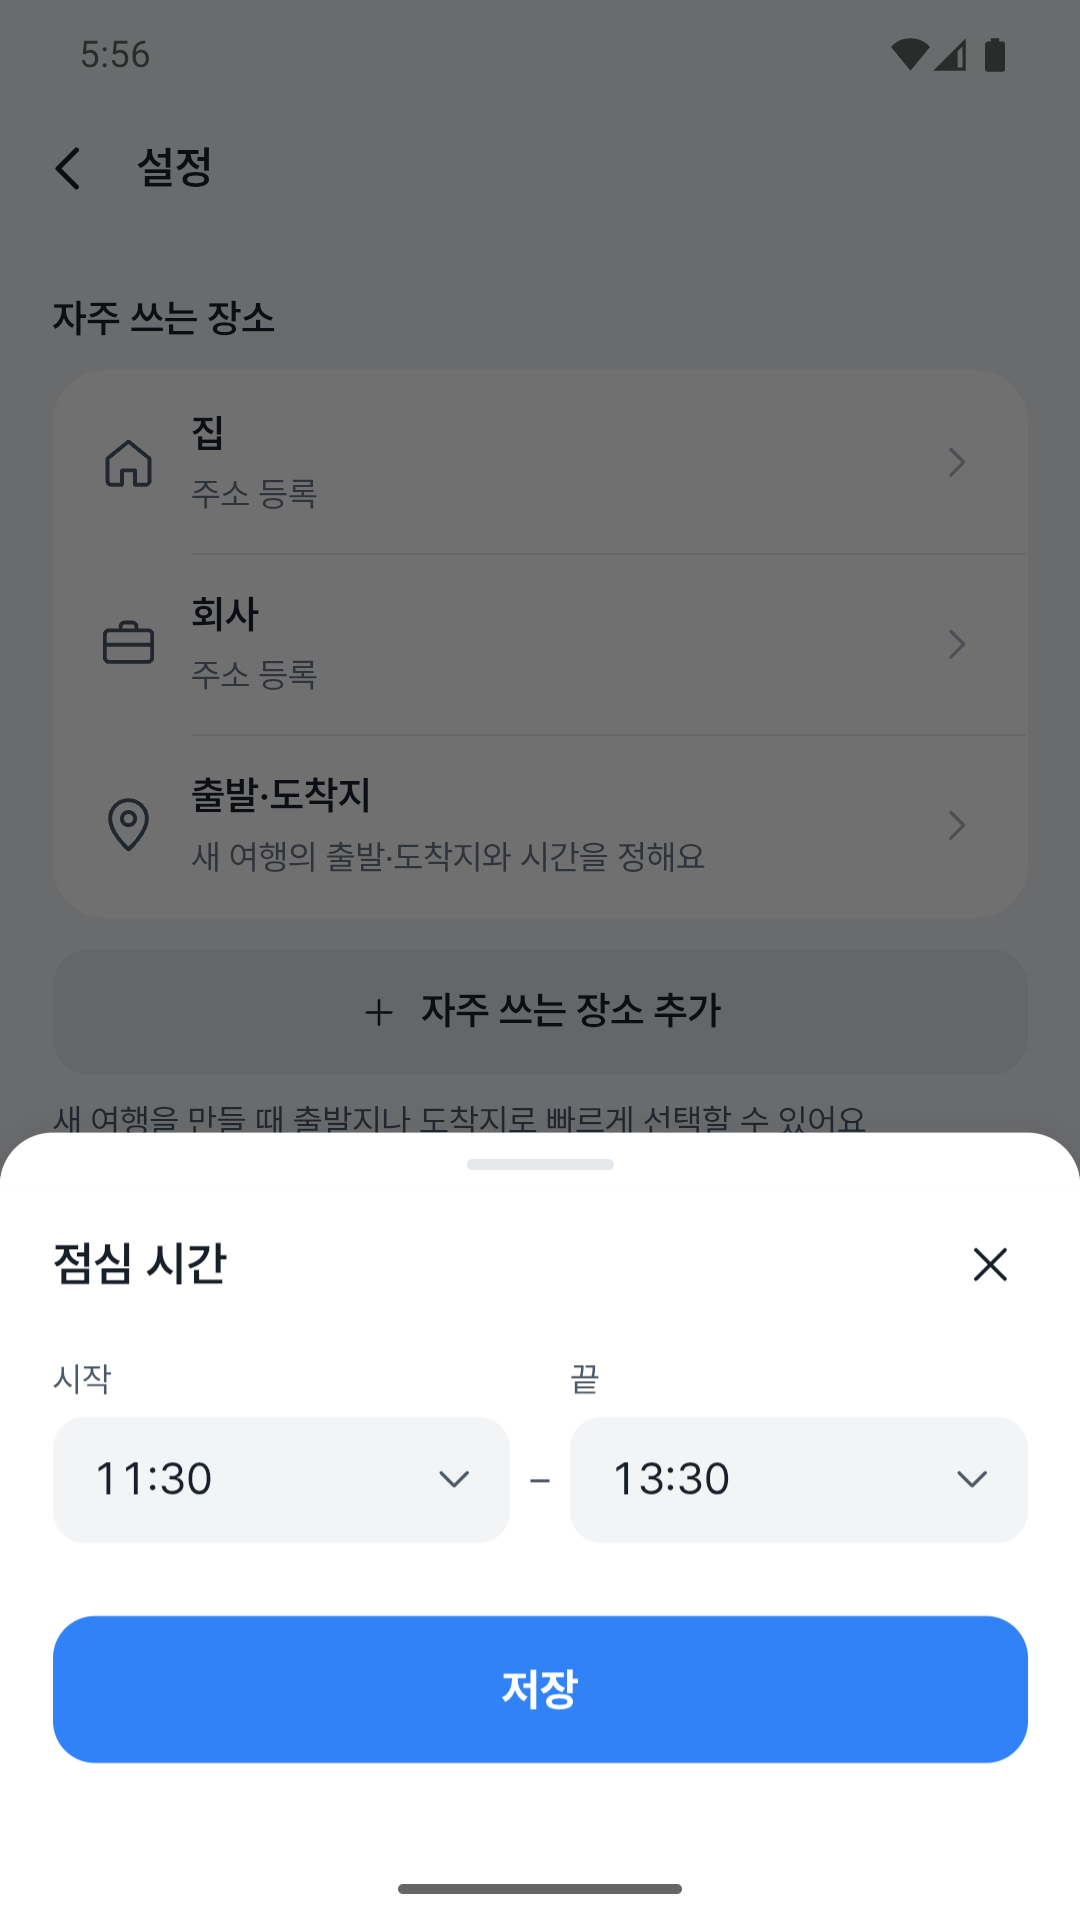 5:56
설정
자주 쓰는 장소
집
주소 등록
회사
주소 등록
출발·도착지
새 여행의 출발·도착지와 시간을 정해요
자주 쓰는 장소 추가
새 여행을 만들 때 출발지나 도착지로 빠르게 선택할 수 있어요
점심 시간
시작
끝
11:30
–
13:30
저장